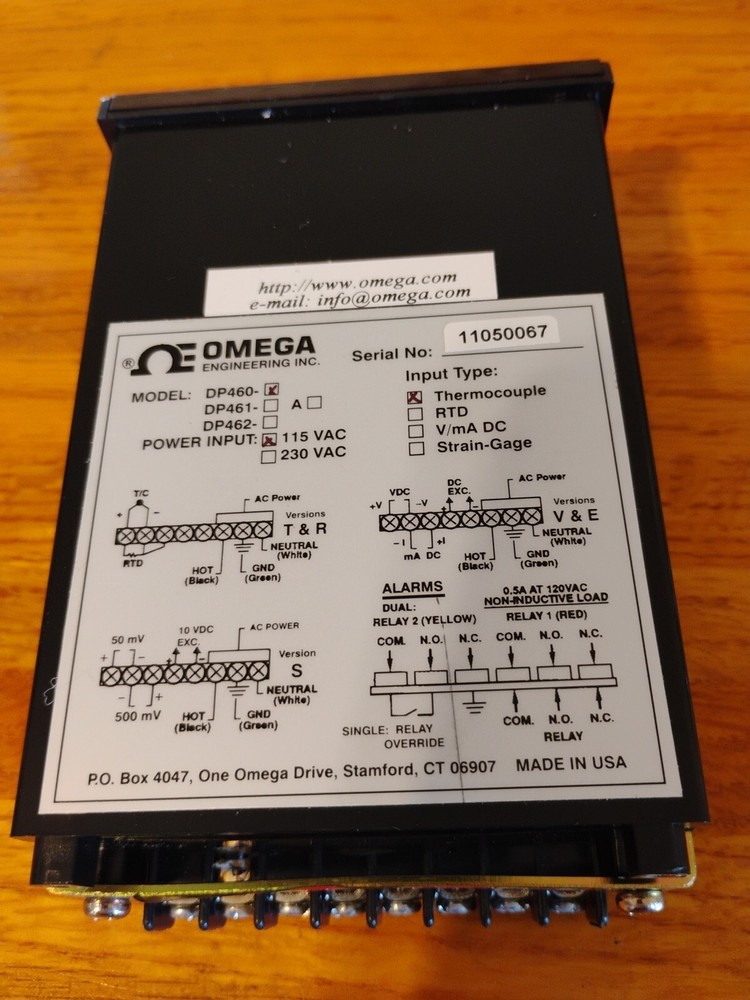 http://www.omega.com
e-mail: info@omega.com
® ΩE OMEGA
ENGINEERING INC.
Serial No: 11050067
MODEL: DP460-
DP461- A
DP462-
POWER INPUT: 115 VAC
230 VAC
Input Type:
Thermocouple
RTD
V/mA DC
Strain-Gage
T/C
+ -
AC Power
Versions
T & R
NEUTRAL
(White)
RTD
HOT
(Black)
GND
(Green)
VDC
+V -V
DC
EXC.
+ -
AC Power
Versions
V & E
NEUTRAL
(White)
-I +I
mA DC
HOT
(Black)
GND
(Green)
50 mV
+ -
10 VDC
EXC.
+ -
AC POWER
Version
S
NEUTRAL
(White)
- +
500 mV
HOT
(Black)
GND
(Green)
ALARMS
DUAL:
RELAY 2 (YELLOW)
0.5A AT 120VAC
NON-INDUCTIVE LOAD
RELAY 1 (RED)
COM. N.O. N.C. COM. N.O. N.C.
SINGLE: RELAY
OVERRIDE
COM. N.O. N.C.
RELAY
P.O. Box 4047, One Omega Drive, Stamford, CT 06907 MADE IN USA